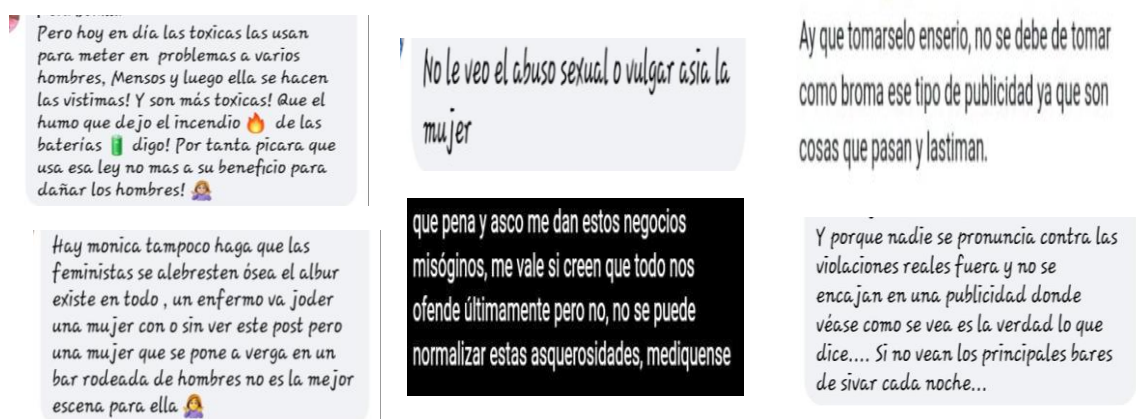 Pero hoy en día las toxicas las usan
para meter en problemas a varios
hombres, Mensos y luego ella se hacen
las vistimas! Y son más toxicas! Que el
humo que dejo el incendio 🔥 de las
baterías 🔋 digo! Por tanta picara que
usa esa ley no mas a su beneficio para
dañar los hombres! 🤷‍♀️
No le veo el abuso sexual o vulgar asia la
mujer
Ay que tomarselo enserio, no se debe de tomar
como broma ese tipo de publicidad ya que son
cosas que pasan y lastiman.
Hay monica tampoco haga que las
feministas se alebresten ósea el albur
existe en todo , un enfermo va joder
una mujer con o sin ver este post pero
una mujer que se pone a verga en un
bar rodeada de hombres no es la mejor
escena para ella 🤷‍♀️
que pena y asco me dan estos negocios
misóginos, me vale si creen que todo nos
ofende últimamente pero no, no se puede
normalizar estas asquerosidades, mediquense
Y porque nadie se pronuncia contra las
violaciones reales fuera y no se
encajan en una publicidad donde
véase como se vea es la verdad lo que
dice.... Si no vean los principales bares
de sivar cada noche...